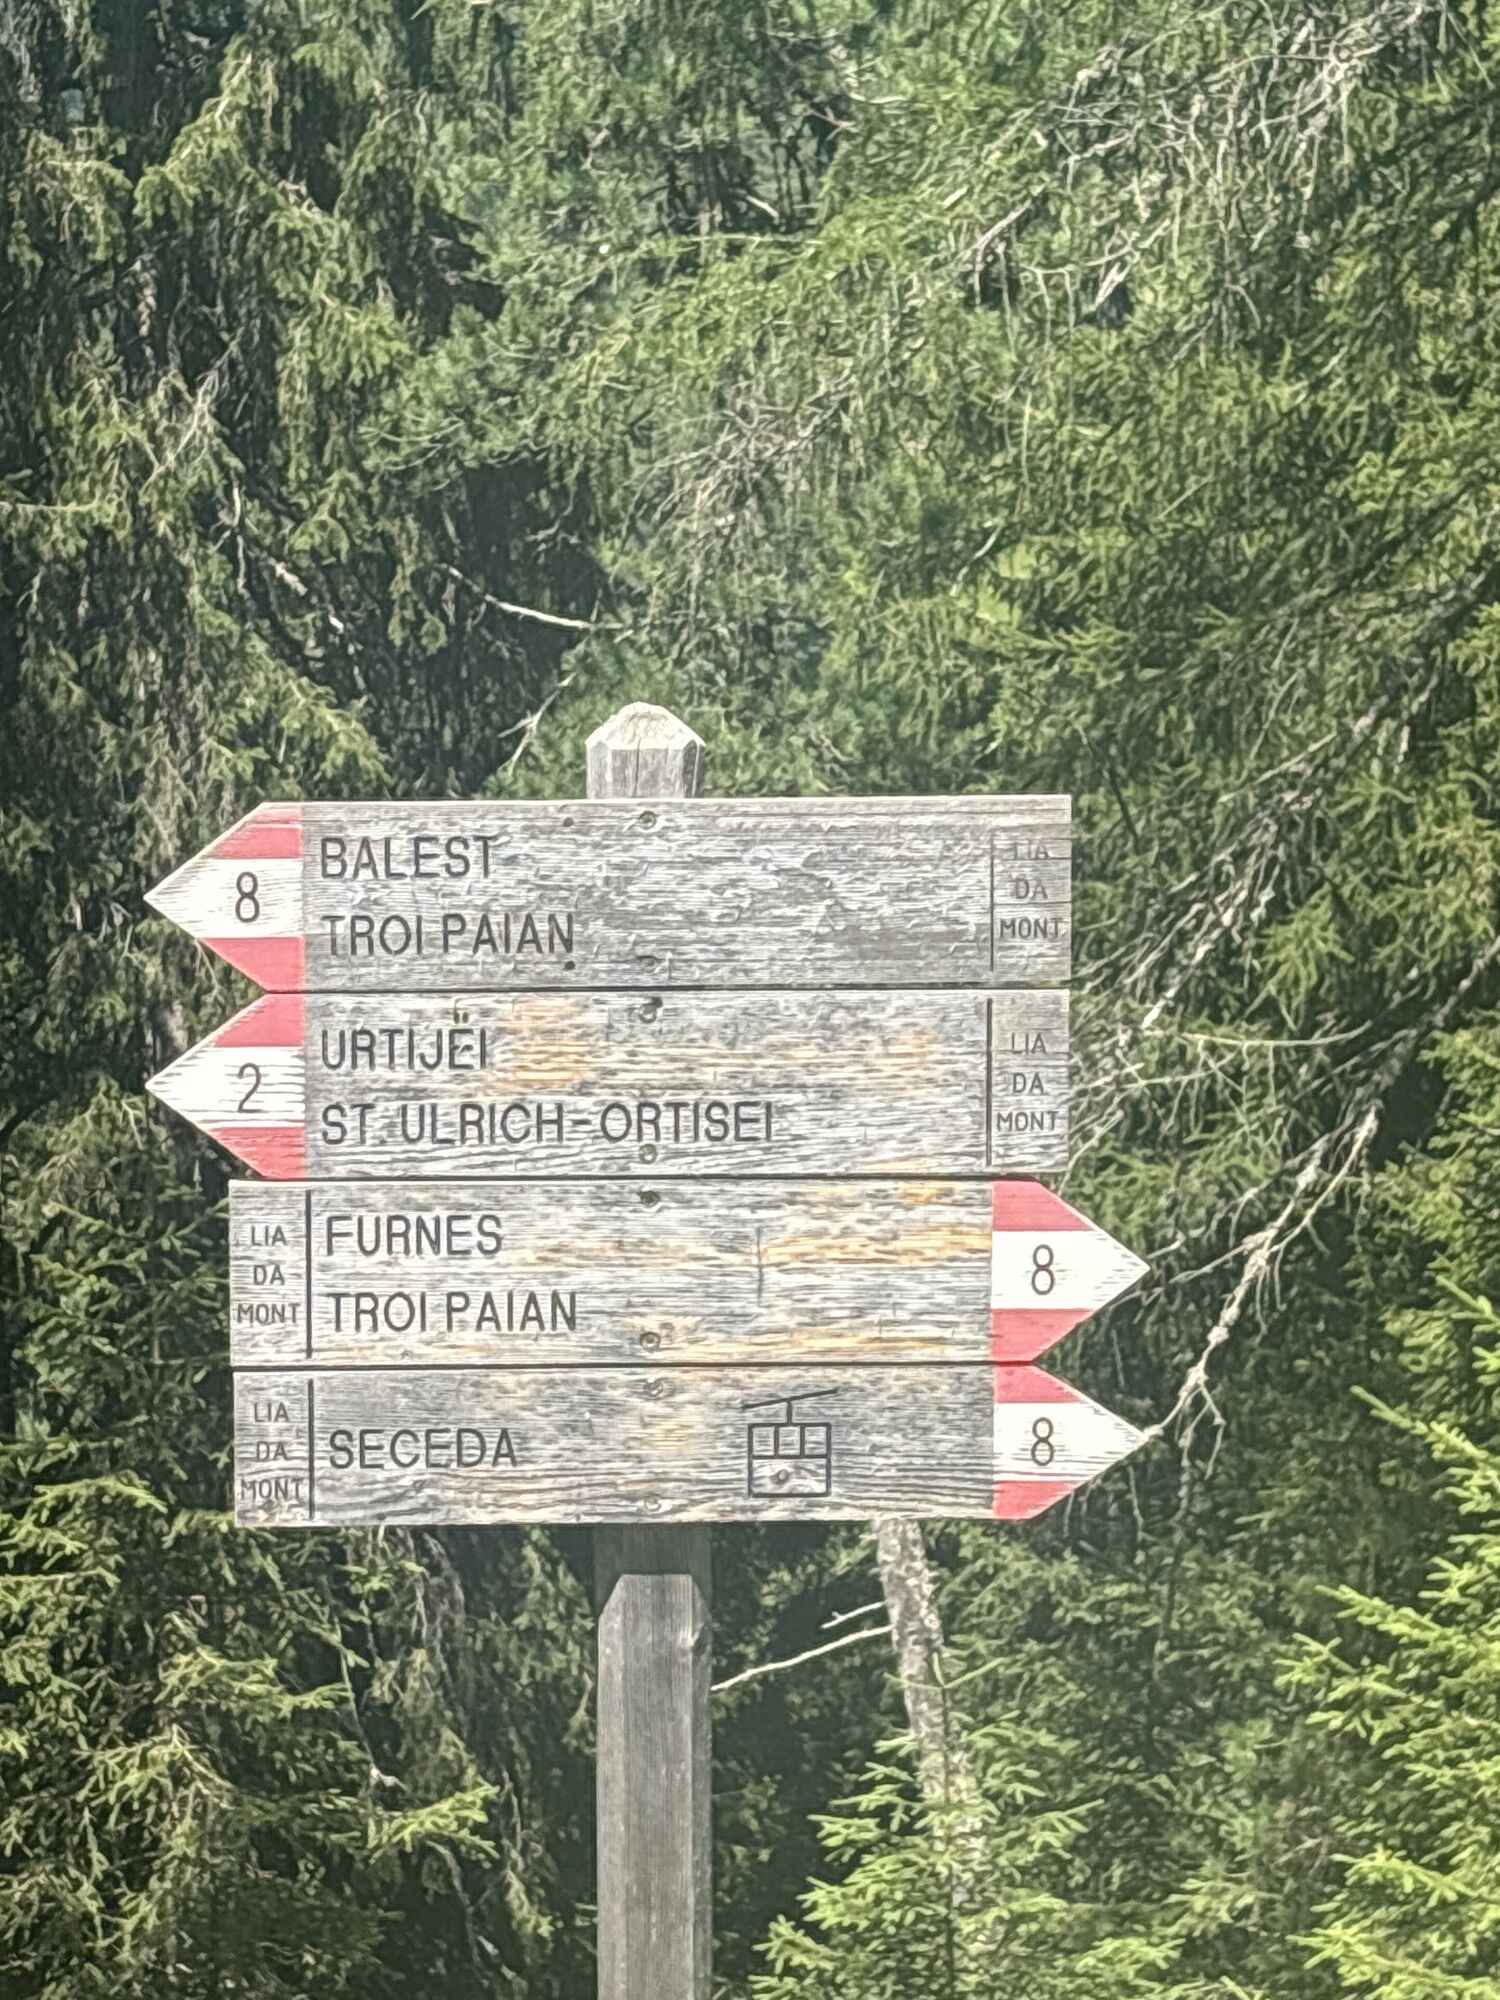 8
BALEST
TROI PAIAN
LIA
DA
MONT
2
URTIJËI
ST. ULRICH-ORTISEI
LIA
DA
MONT
LIA
DA
MONT
FURNES
TROI PAIAN
8
LIA
DA
MONT
SECEDA
8